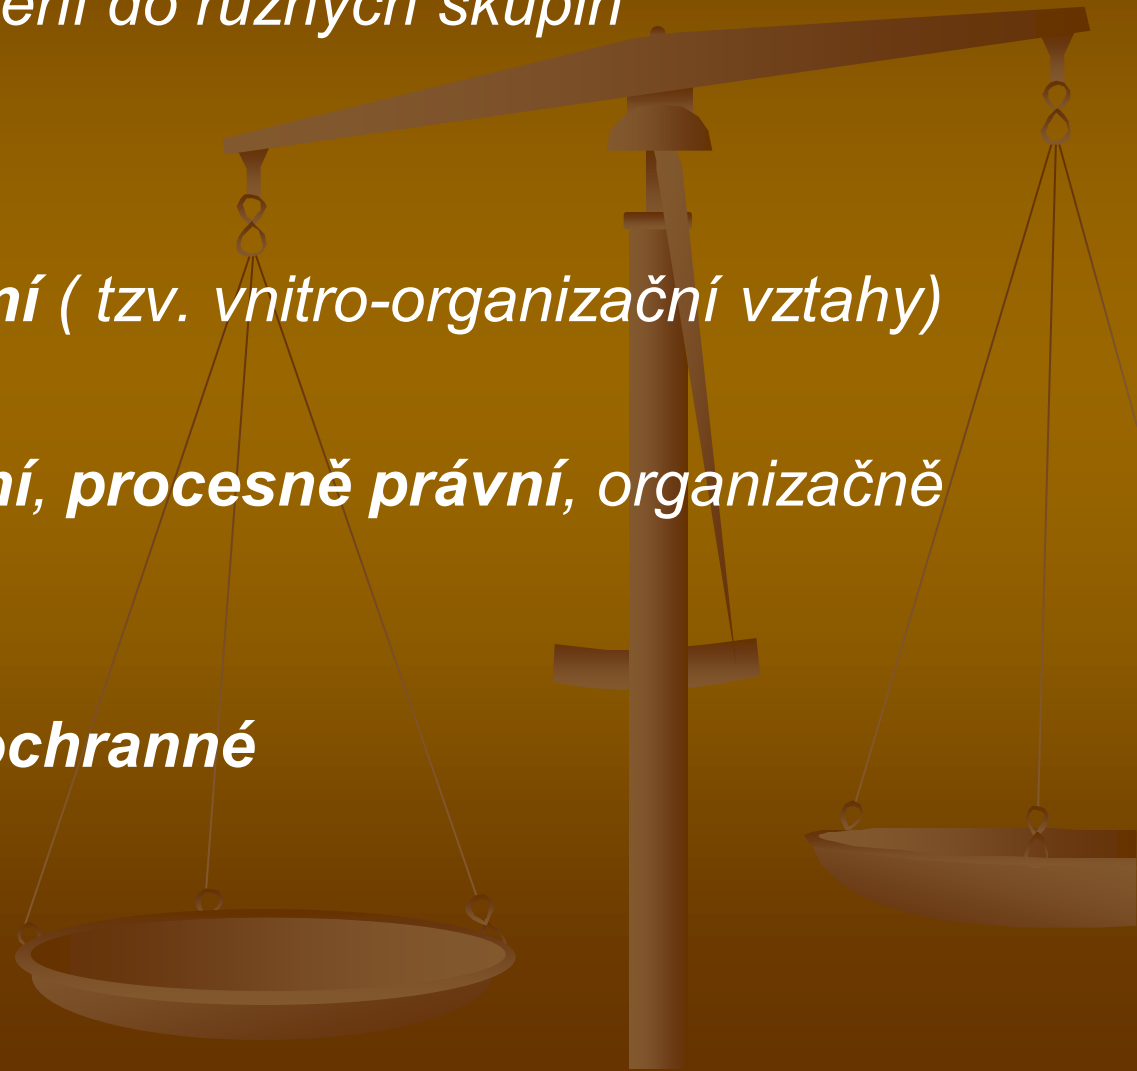 ení do různých skupin
ní ( tzv. vnitro-organizační vztahy)
ní, procesně právní, organizačně
ochranné